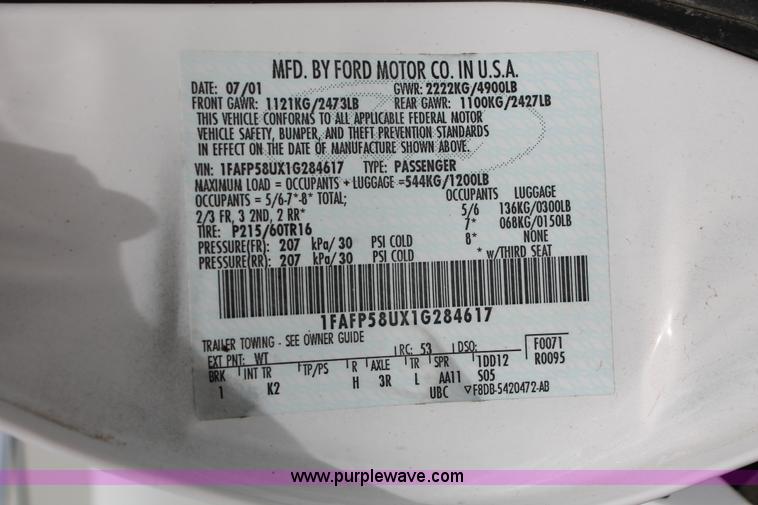 MFD. BY FORD MOTOR CO. IN U.S.A.
DATE: 07/01 GVWR: 2222KG/4900LB
FRONT GAWR: 1121KG/2473LB REAR GAWR: 1100KG/2427LB
THIS VEHICLE CONFORMS TO ALL APPLICABLE FEDERAL MOTOR
VEHICLE SAFETY, BUMPER, AND THEFT PREVENTION STANDARDS
IN EFFECT ON THE DATE OF MANUFACTURE SHOWN ABOVE.
VIN: 1FAFP58UX1G284617 TYPE: PASSENGER
MAXIMUM LOAD = OCCUPANTS + LUGGAGE =544KG/1200LB
OCCUPANTS = 5/6-7*-8* TOTAL; OCCUPANTS LUGGAGE
2/3 FR, 3 2ND, 2 RR* 5/6 136KG/0300LB
TIRE: P215/60TR16 7* 068KG/0150LB
PRESSURE(FR): 207 kPa/30 PSI COLD 8* NONE
PRESSURE(RR): 207 kPa/30 PSI COLD * w/THIRD SEAT
1FAFP58UX1G284617
TRAILER TOWING - SEE OWNER GUIDE
EXT PNT: WT RC: 53 DSO: F0071
BRK INT TR TP/PS R AXLE TR SPR 1DD12 R0095
1 K2 H 3R L AA11 S05
UBC ▽F8DB-5420472-AB
www.purplewave.com